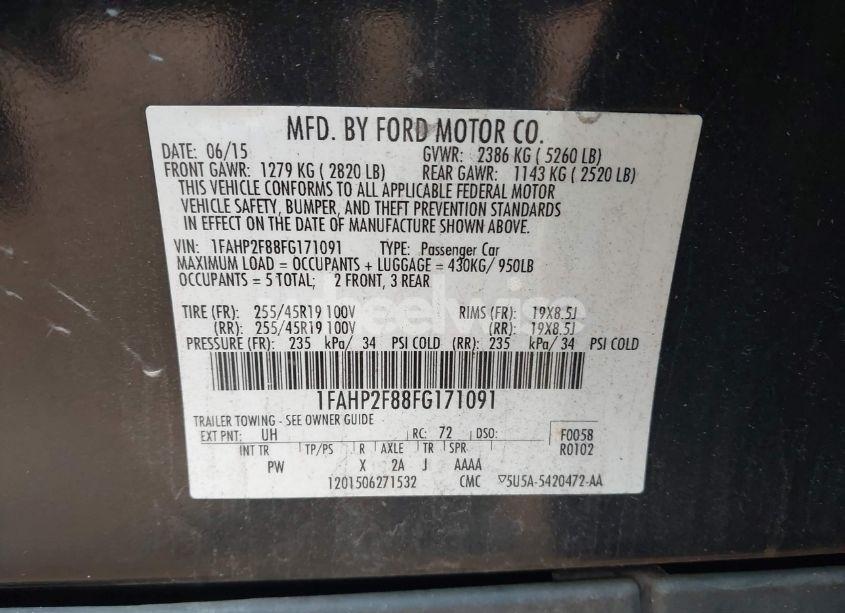 MFD. BY FORD MOTOR CO.
DATE: 06/15 GVWR: 2386 KG ( 5260 LB)
FRONT GAWR: 1279 KG ( 2820 LB) REAR GAWR: 1143 KG ( 2520 LB)
THIS VEHICLE CONFORMS TO ALL APPLICABLE FEDERAL MOTOR
VEHICLE SAFETY, BUMPER, AND THEFT PREVENTION STANDARDS
IN EFFECT ON THE DATE OF MANUFACTURE SHOWN ABOVE.
VIN: 1FAHP2F88FG171091 TYPE: Passenger Car
MAXIMUM LOAD = OCCUPANTS + LUGGAGE = 430KG/ 950LB
OCCUPANTS = 5 TOTAL; 2 FRONT, 3 REAR
wheelwise
TIRE (FR): 255/45R19 100V RIMS (FR): 19X8.5J
(RR): 255/45R19 100V (RR): 19X8.5J
PRESSURE (FR): 235 kPa/ 34 PSI COLD (RR): 235 kPa/ 34 PSI COLD
1FAHP2F88FG171091
TRAILER TOWING - SEE OWNER GUIDE
EXT PNT: UH RC: 72 DSO: F0058
INT TR TP/PS R AXLE TR SPR R0102
PW X 2A J AAAA
1201506271532 CMC ▽5U5A-5420472-AA